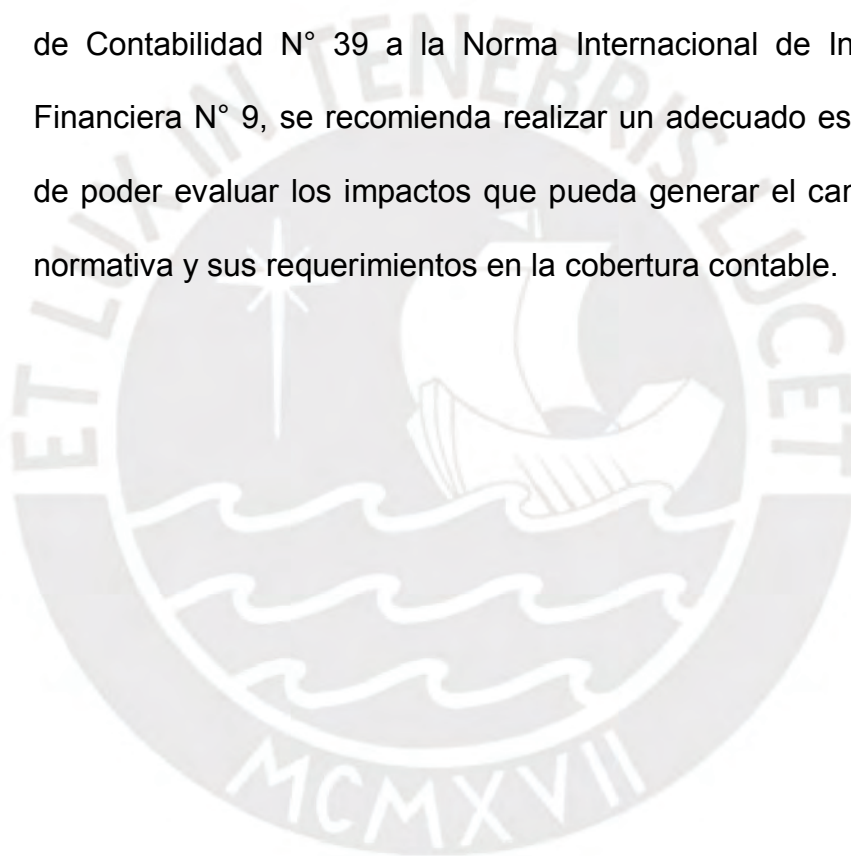 de Contabilidad N° 39 a la Norma Internacional de In
Financiera N° 9, se recomienda realizar un adecuado es
de poder evaluar los impactos que pueda generar el car
normativa y sus requerimientos en la cobertura contable.
ET LUX IN TENEBRIS LUCET
MCMXVII